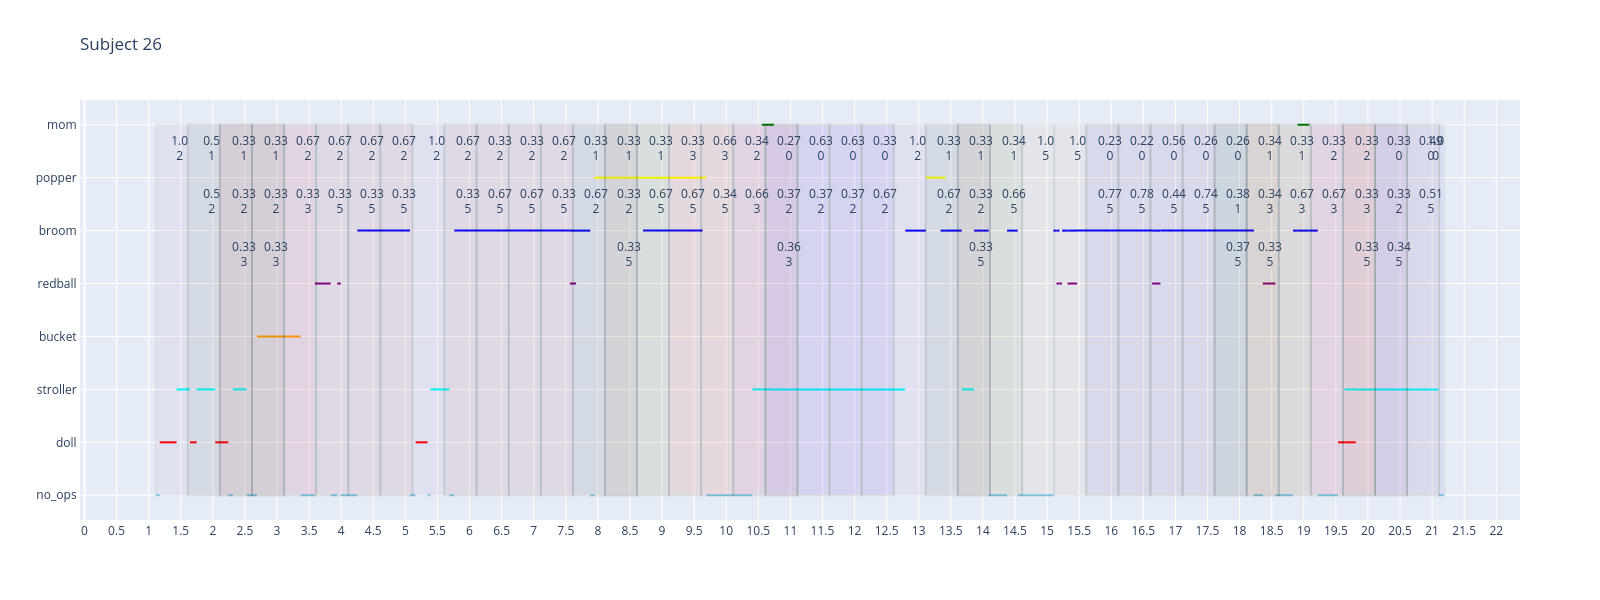 Subject 26
mom
1.0 0.5 0.33 0.33 0.67 0.67 0.67 0.67 1.0 0.67 0.33 0.33 0.67 0.33 0.33 0.33 0.33 0.66 0.34 0.27 0.63 0.63 0.33 1.0 0.33 0.33 0.34 1.0 1.0 0.23 0.22 0.56 0.26 0.26 0.34 0.33 0.33 0.33 0.33
2 1 1 1 2 2 2 2 2 2 2 2 2 1 1 1 3 3 2 0 0 0 0 2 1 1 1 5 5 0 0 0 0 0 1 1 2 2 0
popper
0.5 0.33 0.33 0.33 0.33 0.33 0.33 0.33 0.67 0.67 0.33 0.67 0.33 0.67 0.67 0.34 0.66 0.37 0.37 0.37 0.67 0.67 0.33 0.66 0.77 0.78 0.44 0.74 0.38 0.34 0.67 0.67 0.33 0.33 0.51
2 2 2 3 5 5 5 5 5 5 5 2 2 5 5 5 3 2 2 2 2 2 2 5 5 5 5 5 1 3 3 3 3 2 5
broom
0.33 0.33 0.33 0.36 0.33 0.37 0.33 0.33 0.34
3 3 5 3 5 5 5 5 5
redball
bucket
stroller
doll
no_ops
0 0.5 1 1.5 2 2.5 3 3.5 4 4.5 5 5.5 6 6.5 7 7.5 8 8.5 9 9.5 10 10.5 11 11.5 12 12.5 13 13.5 14 14.5 15 15.5 16 16.5 17 17.5 18 18.5 19 19.5 20 20.5 21 21.5 22